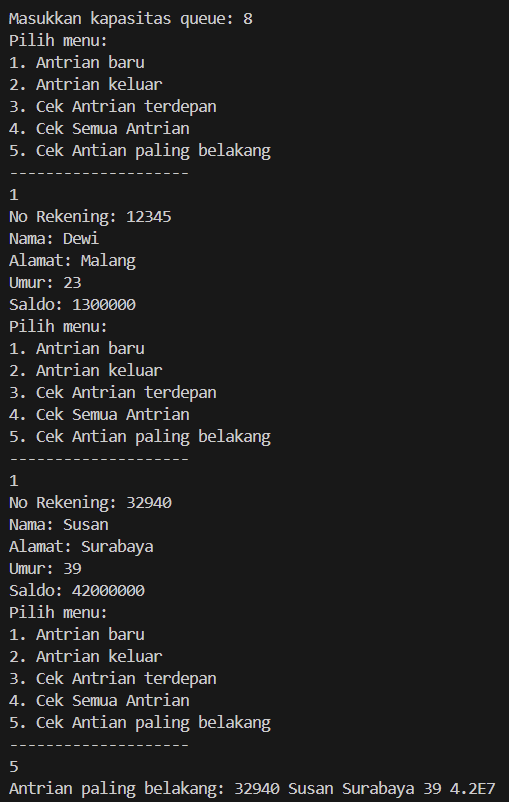 Masukkan kapasitas queue: 8
Pilih menu:
1. Antrian baru
2. Antrian keluar
3. Cek Antrian terdepan
4. Cek Semua Antrian
5. Cek Antian paling belakang
--------------------
1
No Rekening: 12345
Nama: Dewi
Alamat: Malang
Umur: 23
Saldo: 1300000
Pilih menu:
1. Antrian baru
2. Antrian keluar
3. Cek Antrian terdepan
4. Cek Semua Antrian
5. Cek Antian paling belakang
--------------------
1
No Rekening: 32940
Nama: Susan
Alamat: Surabaya
Umur: 39
Saldo: 42000000
Pilih menu:
1. Antrian baru
2. Antrian keluar
3. Cek Antrian terdepan
4. Cek Semua Antrian
5. Cek Antian paling belakang
--------------------
5
Antrian paling belakang: 32940 Susan Surabaya 39 4.2E7